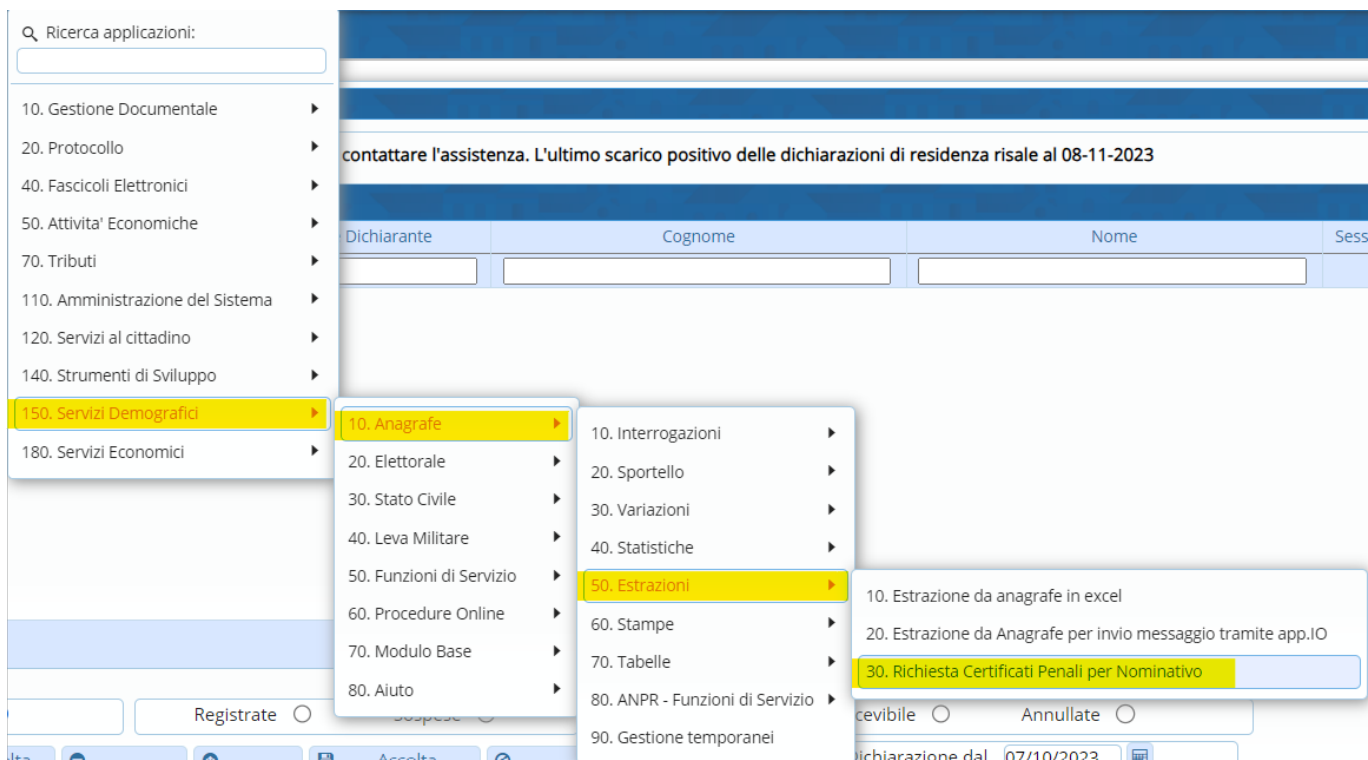 Ricerca applicazioni:
10. Gestione Documentale
20. Protocollo
40. Fascicoli Elettronici
50. Attivita' Economiche
70. Tributi
110. Amministrazione del Sistema
120. Servizi al cittadino
140. Strumenti di Sviluppo
150. Servizi Demografici
180. Servizi Economici
contattare l'assistenza. L'ultimo scarico positivo delle dichiarazioni di residenza risale al 08-11-2023
Dichiarante Cognome Nome
10. Anagrafe
20. Elettorale
30. Stato Civile
40. Leva Militare
50. Funzioni di Servizio
60. Procedure Online
70. Modulo Base
80. Aiuto
10. Interrogazioni
20. Sportello
30. Variazioni
40. Statistiche
50. Estrazioni
60. Stampe
70. Tabelle
80. ANPR - Funzioni di Servizio
90. Gestione temporanei
10. Estrazione da anagrafe in excel
20. Estrazione da Anagrafe per invio messaggio tramite app.IO
30. Richiesta Certificati Penali per Nominativo
Registrate Sospese cevibile Annullate
Accolta Dichiarazione dal 07/10/2023